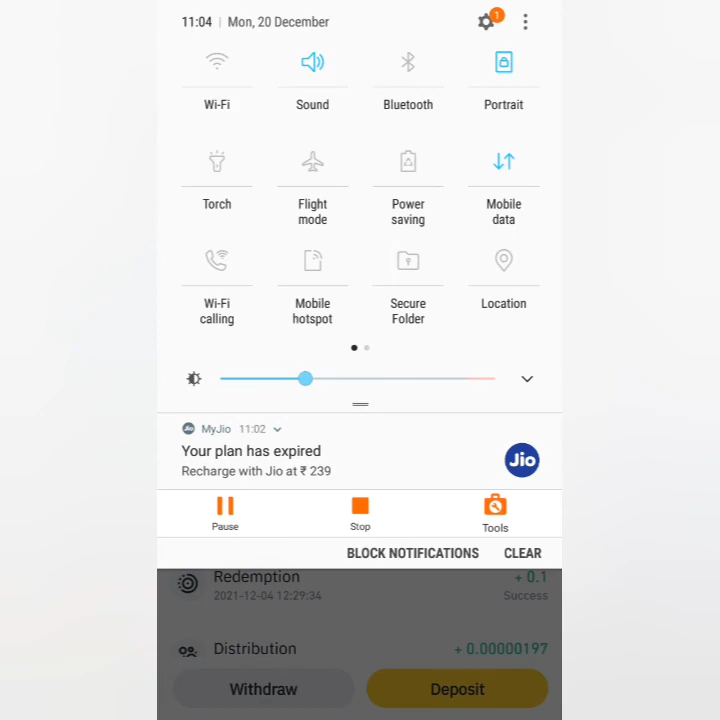 11:04 | Mon, 20 December
1
Wi-Fi
Sound
Bluetooth
Portrait
Torch
Flight
mode
Power
saving
Mobile
data
Wi-Fi
calling
Mobile
hotspot
Secure
Folder
Location
Jio MyJio 11:02
Your plan has expired
Recharge with Jio at ₹ 239
Jio
Pause
Stop
Tools
BLOCK NOTIFICATIONS CLEAR
Redemption + 0.1
2021-12-04 12:29:34 Success
Distribution + 0.00000197
Withdraw
Deposit